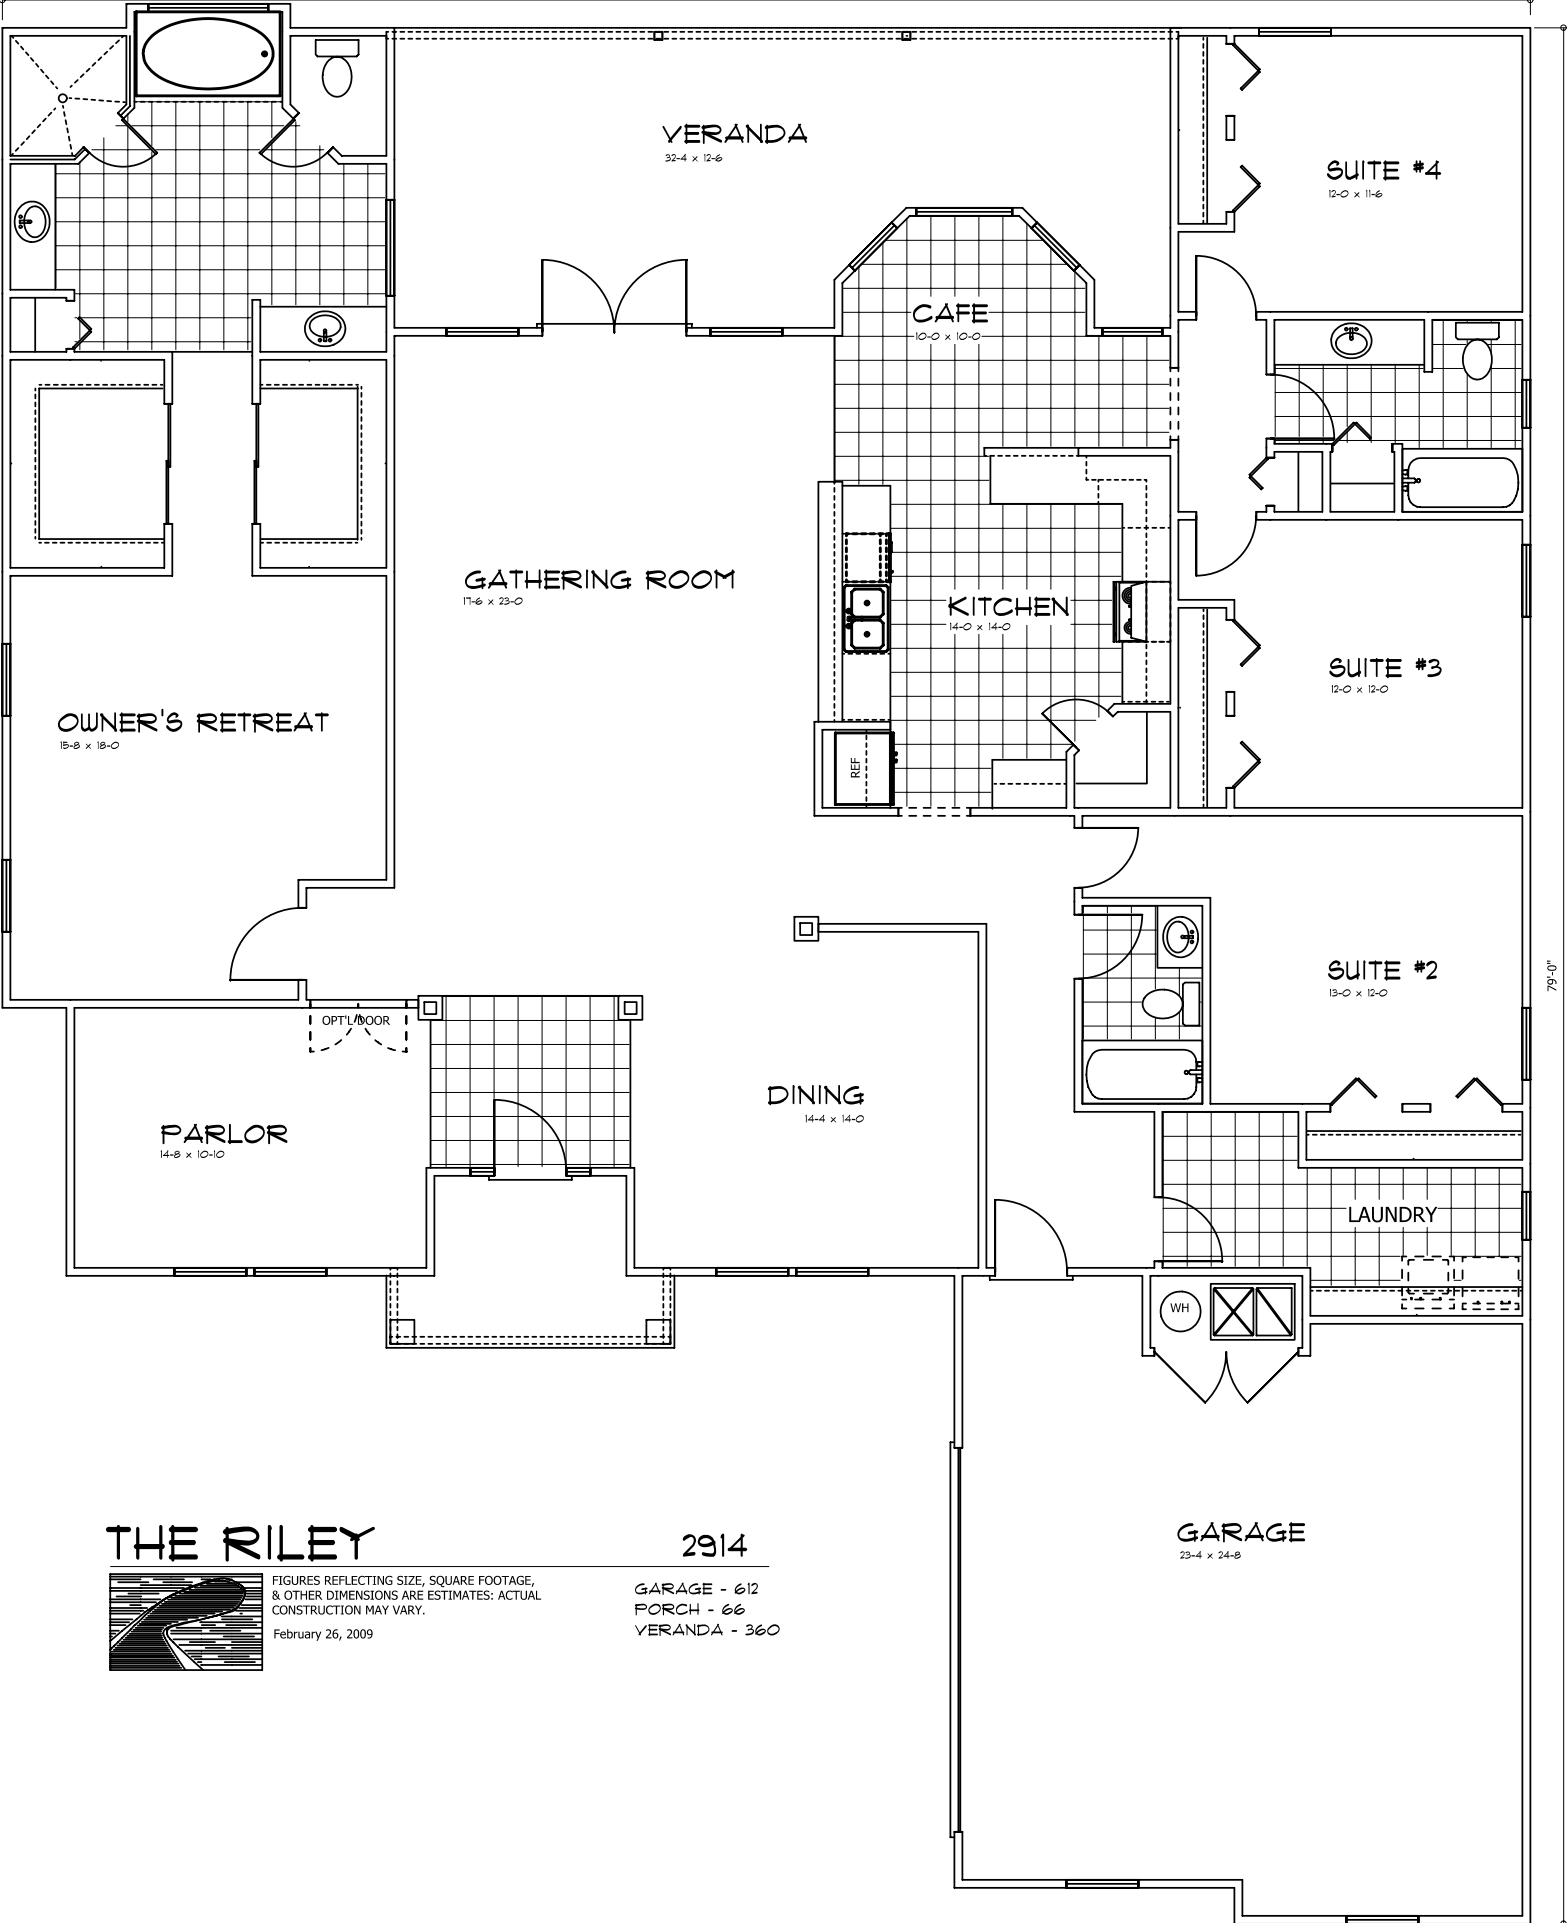 VERANDA
32-4 x 12-6
SUITE #4
12-0 x 11-6
CAFE
10-0 x 10-0
GATHERING ROOM
17-6 x 23-0
KITCHEN
14-0 x 14-0
SUITE #3
12-0 x 12-0
OWNER'S RETREAT
15-8 x 18-0
REF
SUITE #2
13-0 x 12-0
79'-0"
OPT'L DOOR
DINING
14-4 x 14-0
PARLOR
14-8 x 10-10
LAUNDRY
WH
GARAGE
23-4 x 24-8
THE RILEY
2914
FIGURES REFLECTING SIZE, SQUARE FOOTAGE,
& OTHER DIMENSIONS ARE ESTIMATES: ACTUAL
CONSTRUCTION MAY VARY.
February 26, 2009
GARAGE - 612
PORCH - 66
VERANDA - 360